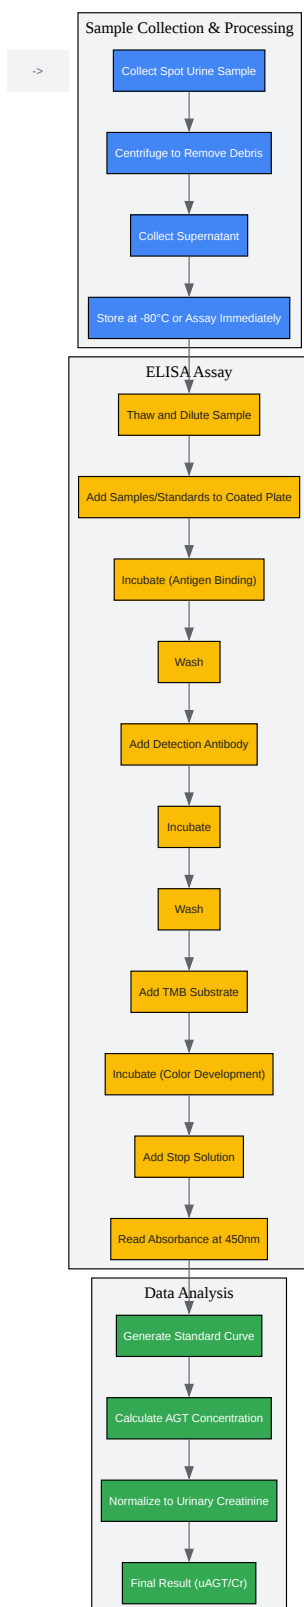 Sample Collection & Processing
->
Collect Spot Urine Sample
Centrifuge to Remove Debris
Collect Supernatant
Store at -80°C or Assay Immediately
ELISA Assay
Thaw and Dilute Sample
Add Samples/Standards to Coated Plate
Incubate (Antigen Binding)
Wash
Add Detection Antibody
Incubate
Wash
Add TMB Substrate
Incubate (Color Development)
Add Stop Solution
Read Absorbance at 450nm
Data Analysis
Generate Standard Curve
Calculate AGT Concentration
Normalize to Urinary Creatinine
Final Result (uAGT/Cr)